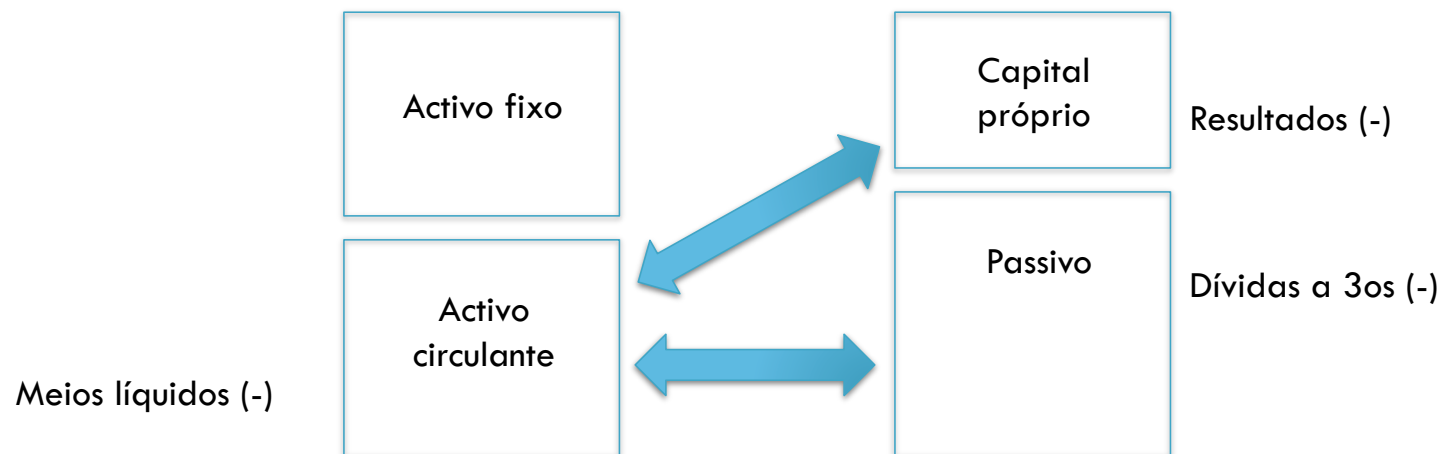 Activo fixo
Capital
próprio
Resultados (-)
Activo
circulante
Passivo
Dívidas a 3os (-)
Meios líquidos (-)